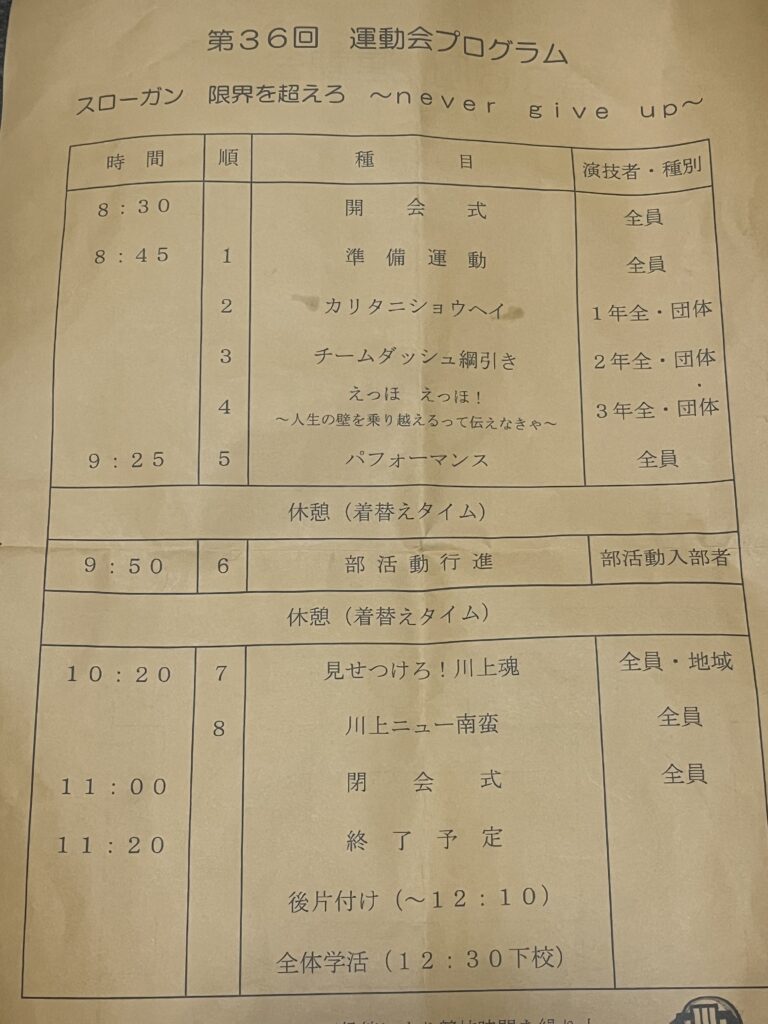 第３６回　運動会プログラム
スローガン　限界を超えろ　～ｎｅｖｅｒ　ｇｉｖｅ　ｕｐ～
時　間　順　種　目　演技者・種別
８：３０　開　会　式　全員
８：４５　１　準　備　運　動　全員
２　カリタニショウヘイ　１年全・団体
３　チームダッシュ綱引き　２年全・団体
４　えっほ　えっほ！　３年全・団体
～人生の壁を乗り越えるって伝えなきゃ～
９：２５　５　パフォーマンス　全員
休憩（着替えタイム）
９：５０　６　部 活 動 行 進　部活動入部者
休憩（着替えタイム）
１０：２０　７　見せつけろ！川上魂　全員・地域
８　川上ニュー南蛮　全員
１１：００　閉　会　式　全員
１１：２０　終　了　予　定
後片付け（～１２：１０）
全体学活（１２：３０下校）